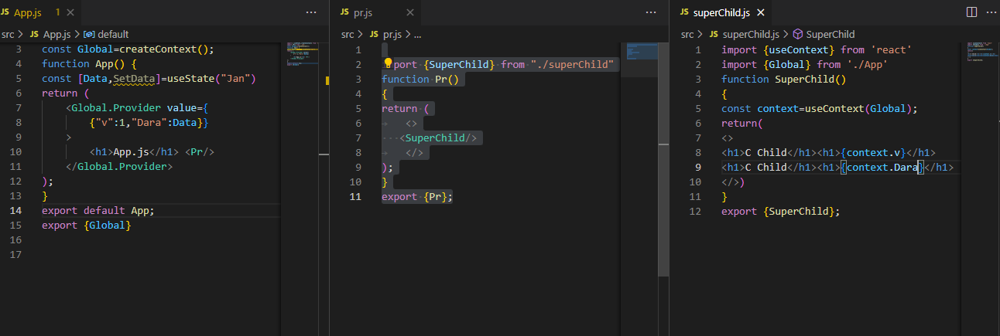 JS App.js 1
src > JS App.js > default
3 const Global=createContext();
4 function App() {
5 const [Data,SetData]=useState("Jan")
6 return (
7 <Global.Provider value={
8 {"v":1,"Dara":Data}}
9 >
10 <h1>App.js</h1> <Pr/>
11 </Global.Provider>
12 );
13 }
14 export default App;
15 export {Global}
16
17
JS pr.js
src > JS pr.js > ...
1
2 port {SuperChild} from "./superChild"
3 function Pr()
4 {
5 return (
6 <>
7 <SuperChild/>
8 </>
9 );
10 }
11 export {Pr};
JS superChild.js
src > JS superChild.js > SuperChild
1 import {useContext} from 'react'
2 import {Global} from './App'
3 function SuperChild()
4 {
5 const context=useContext(Global);
6 return(
7 <>
8 <h1>C Child</h1><h1>{context.v}</h1>
9 <h1>C Child</h1><h1>{context.Dara}</h1>
10 </>)
11 }
12 export {SuperChild};